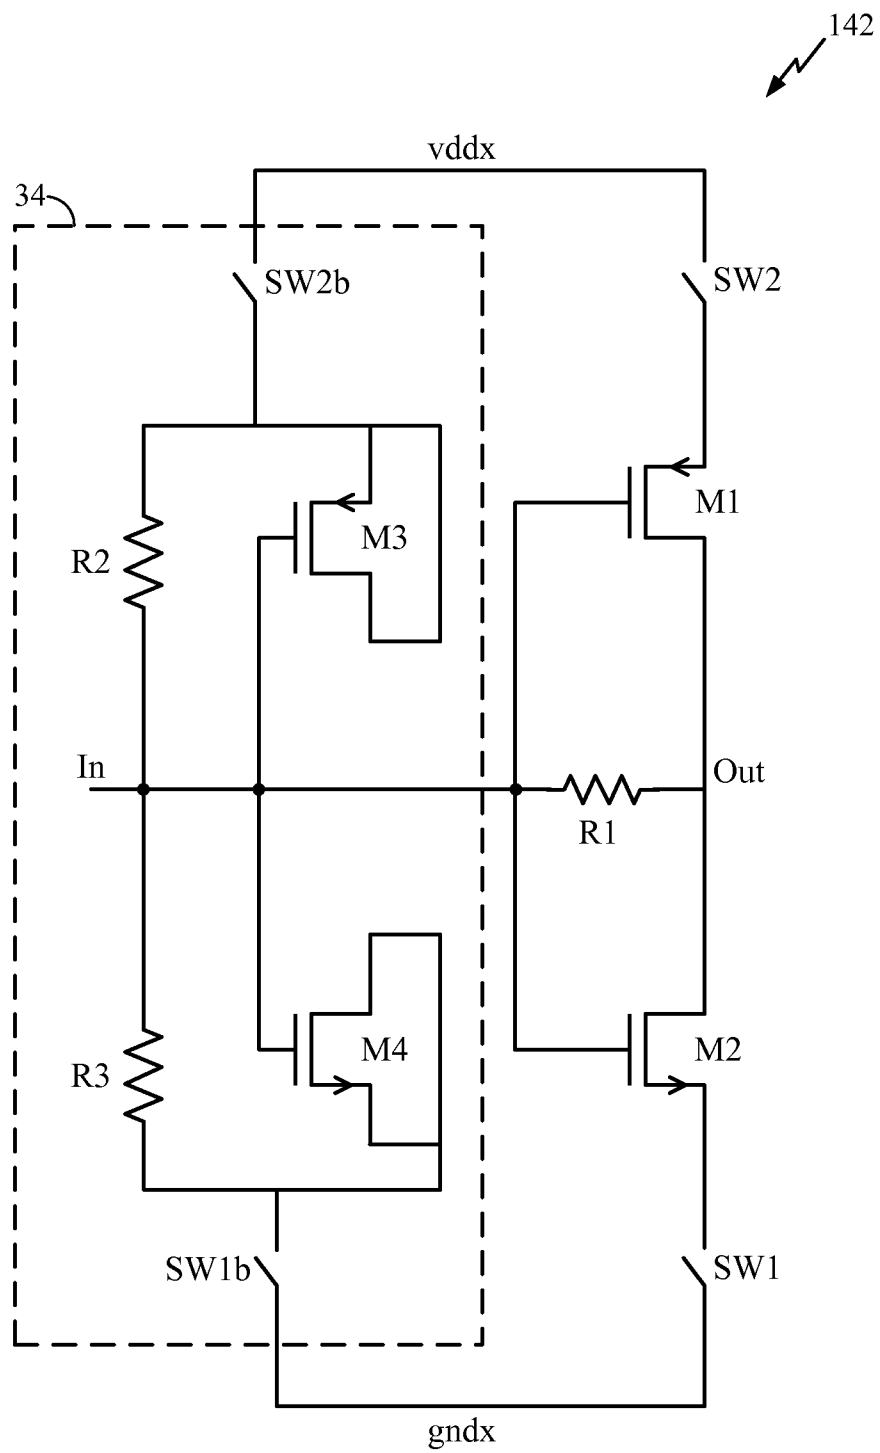 142
vddx
34
SW2b
SW2
M1
M3
R2
In
Out
R1
M4
M2
R3
SW1b
SW1
gndx